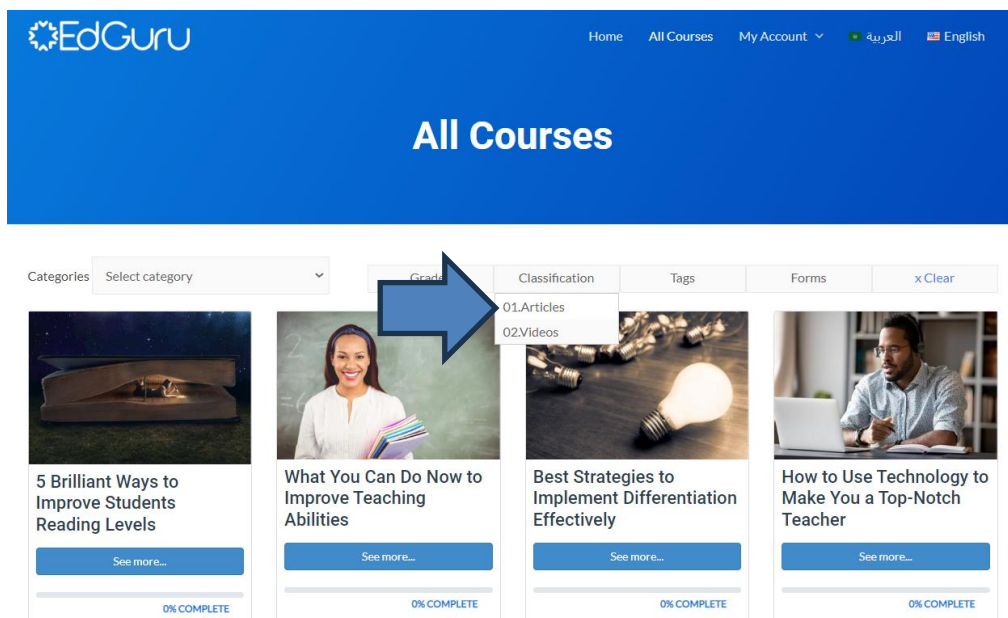 EdGuru
Home All Courses My Account العربية English
All Courses
Categories Select category Grade Classification Tags Forms x Clear
01.Articles
02.Videos
5 Brilliant Ways to
Improve Students
Reading Levels
See more...
0% COMPLETE
What You Can Do Now to
Improve Teaching
Abilities
See more...
0% COMPLETE
Best Strategies to
Implement Differentiation
Effectively
See more...
0% COMPLETE
How to Use Technology to
Make You a Top-Notch
Teacher
See more...
0% COMPLETE